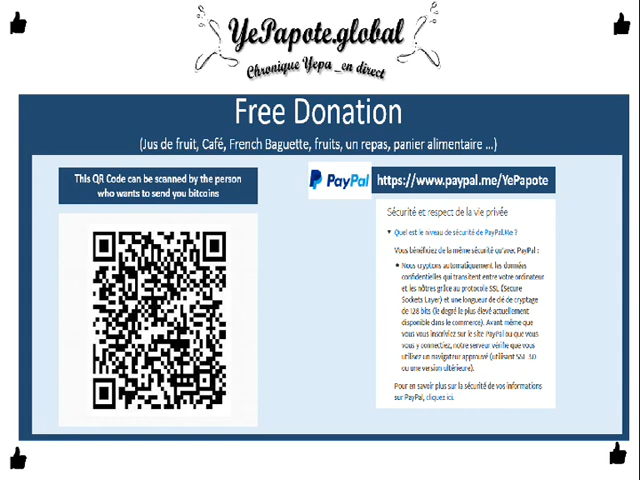 YePapote.global
Chronique Yepa_en direct
Free Donation
(Jus de fruit, Café, French Baguette, fruits, un repas, panier alimentaire ...)
This QR Code can be scanned by the person
who wants to send you bitcoins
PayPal https://www.paypal.me/YePapote
Sécurité et respect de la vie privée
Quel est le niveau de sécurité de PayPal.Me ?
Vous bénéficiez de la même sécurité qu'avec PayPal :
Nous cryptons automatiquement les données
confidentielles qui transitent entre votre ordinateur
et les nôtres grâce au protocole SSL (Secure
Sockets Layer) et une longueur de clé de cryptage
de 128 bits (le degré le plus élevé actuellement
disponible dans le commerce). Avant même que
vous vous inscriviez sur le site PayPal ou que vous
vous y connectiez, notre serveur vérifie que vous
utilisez un navigateur approuvé (utilisant SSL 3.0
ou une version ultérieure).
Pour en savoir plus sur la sécurité de vos informations
sur PayPal, cliquez ici.